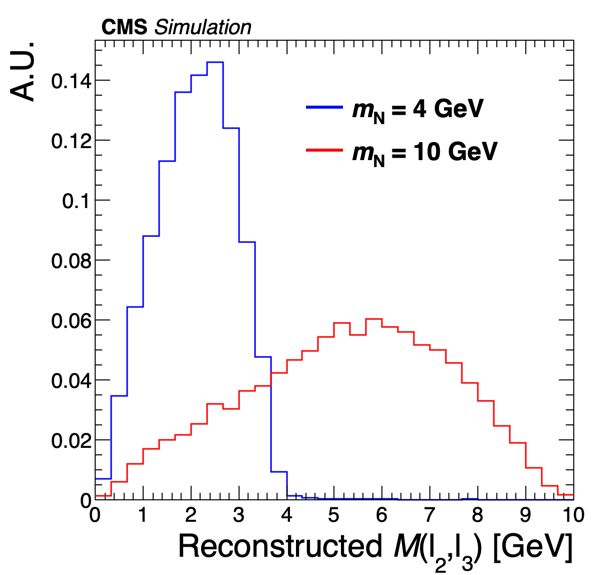 CMS Simulation
A.U.
0.14
0.12
0.1
0.08
0.06
0.04
0.02
0
m_N = 4 GeV
m_N = 10 GeV
0 1 2 3 4 5 6 7 8 9 10
Reconstructed M(l_2,l_3) [GeV]